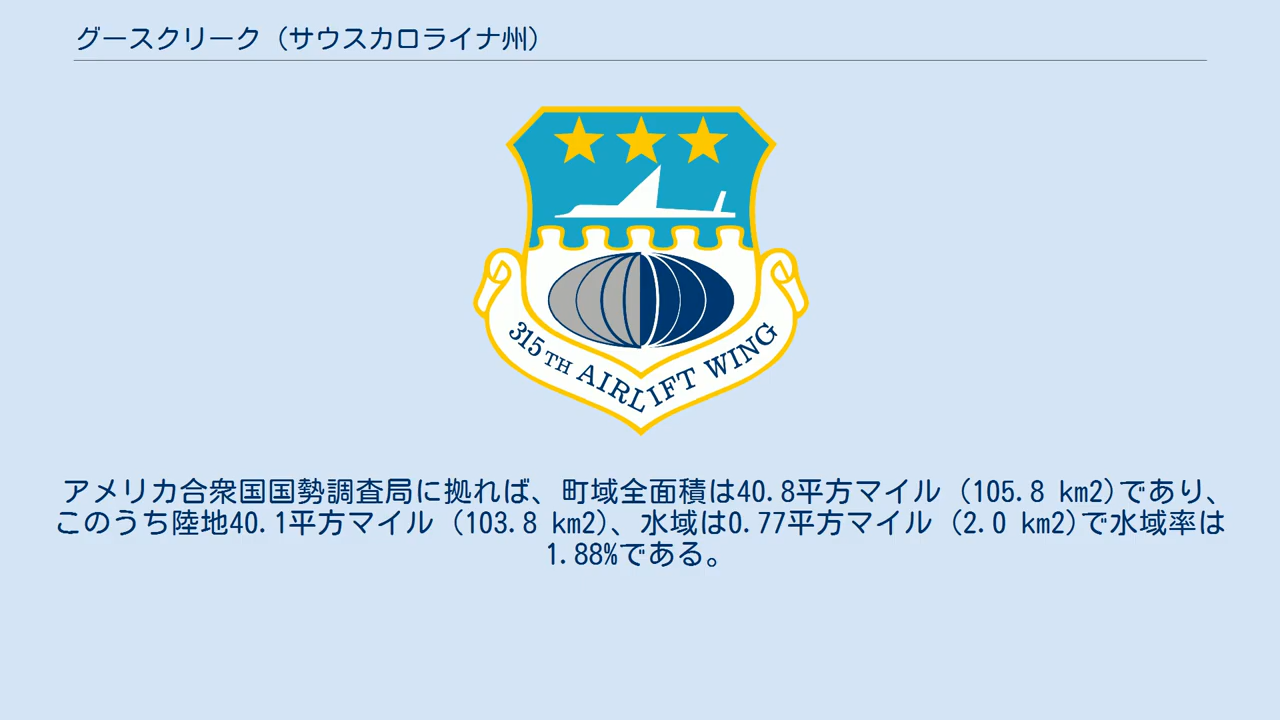 グースクリーク (サウスカロライナ州)
315TH AIRLIFT WING
アメリカ合衆国国勢調査局に拠れば、町域全面積は40.8平方マイル (105.8 km2)であり、
このうち陸地40.1平方マイル (103.8 km2)、水域は0.77平方マイル (2.0 km2)で水域率は
1.88%である。